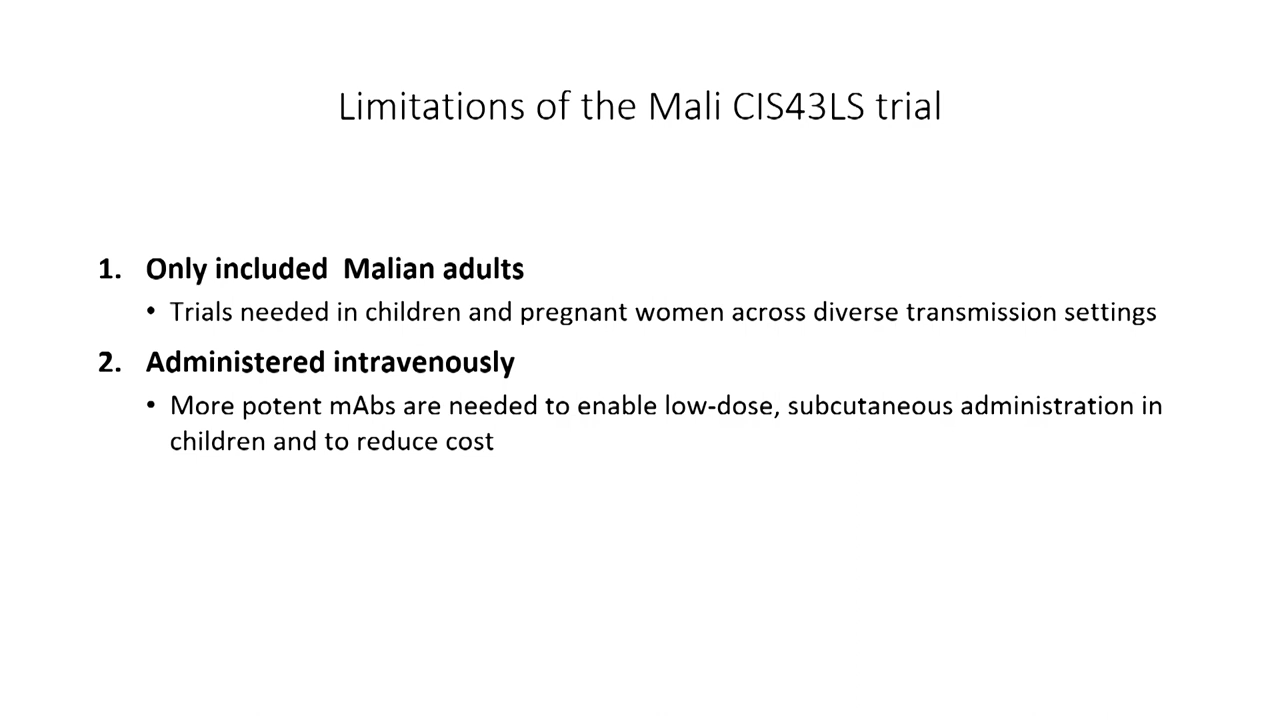 Limitations of the Mali CIS43LS trial
1. Only included  Malian adults
• Trials needed in children and pregnant women across diverse transmission settings
2. Administered intravenously
• More potent mAbs are needed to enable low-dose, subcutaneous administration in
children and to reduce cost